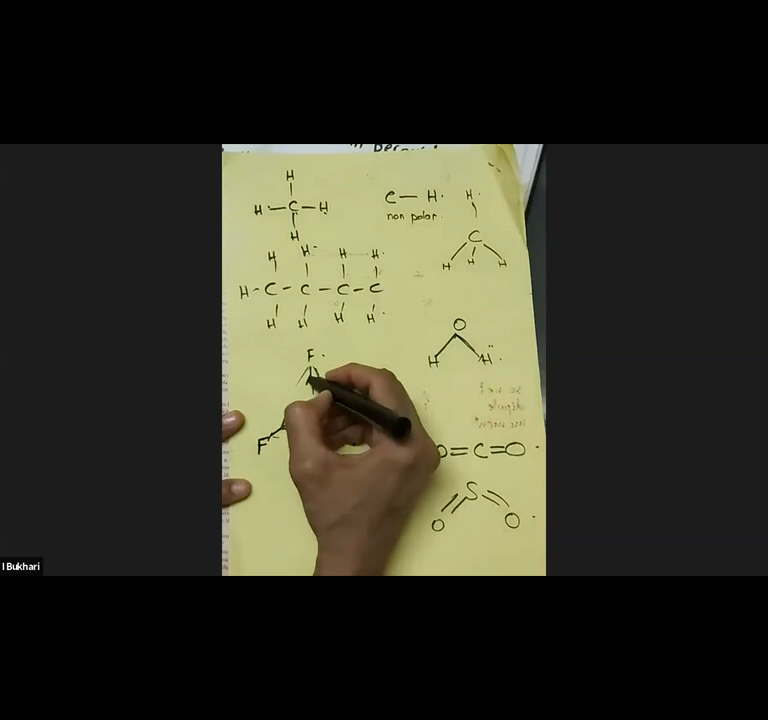 H
H - C - H
H
C - H.
non polar.
H.
C
H H H
H H H H.
H - C - C - C - C
H H H H.
O
H H.
F.
F
O = C = O .
S
O O .
I Bukhari